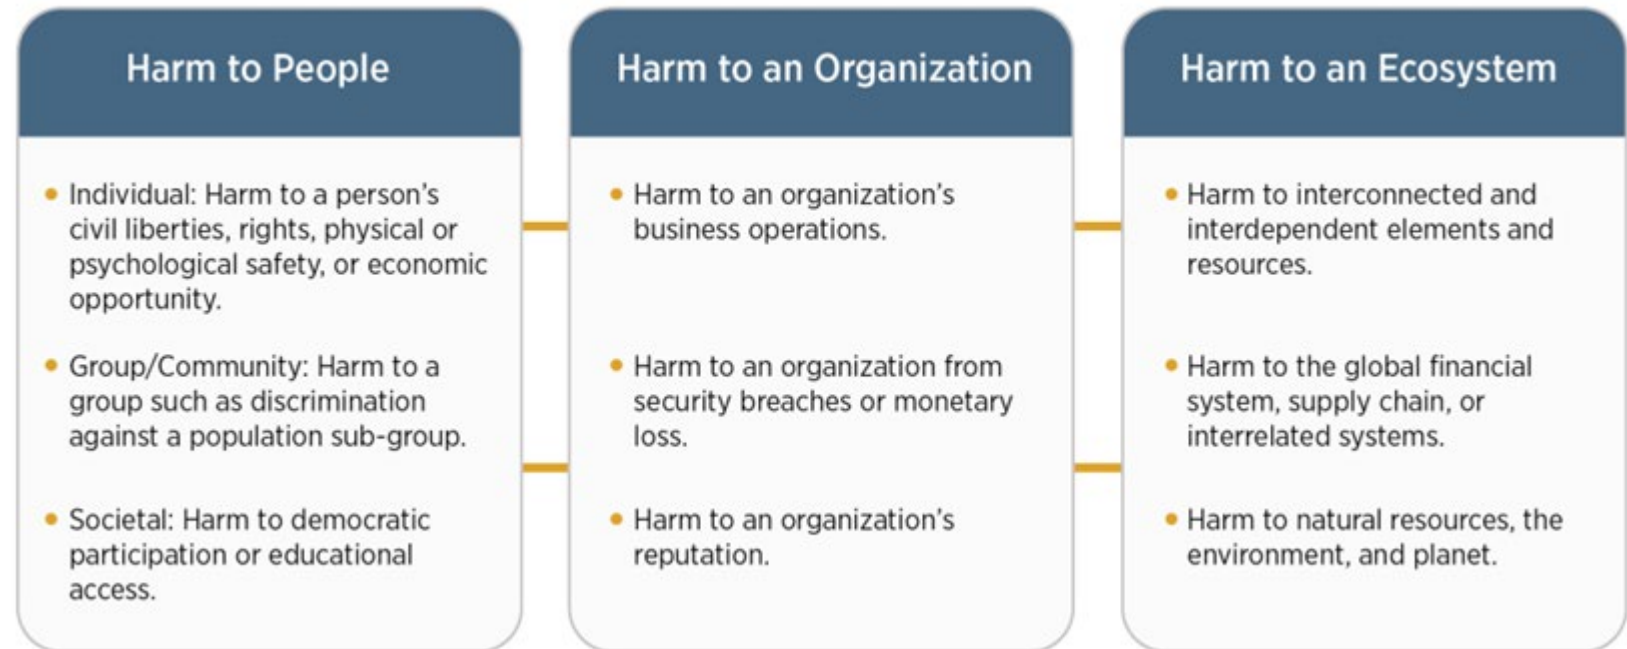 Harm to People
• Individual: Harm to a person's
civil liberties, rights, physical or
psychological safety, or economic
opportunity.
• Group/Community: Harm to a
group such as discrimination
against a population sub-group.
• Societal: Harm to democratic
participation or educational
access.
Harm to an Organization
• Harm to an organization's
business operations.
• Harm to an organization from
security breaches or monetary
loss.
• Harm to an organization's
reputation.
Harm to an Ecosystem
• Harm to interconnected and
interdependent elements and
resources.
• Harm to the global financial
system, supply chain, or
interrelated systems.
• Harm to natural resources, the
environment, and planet.